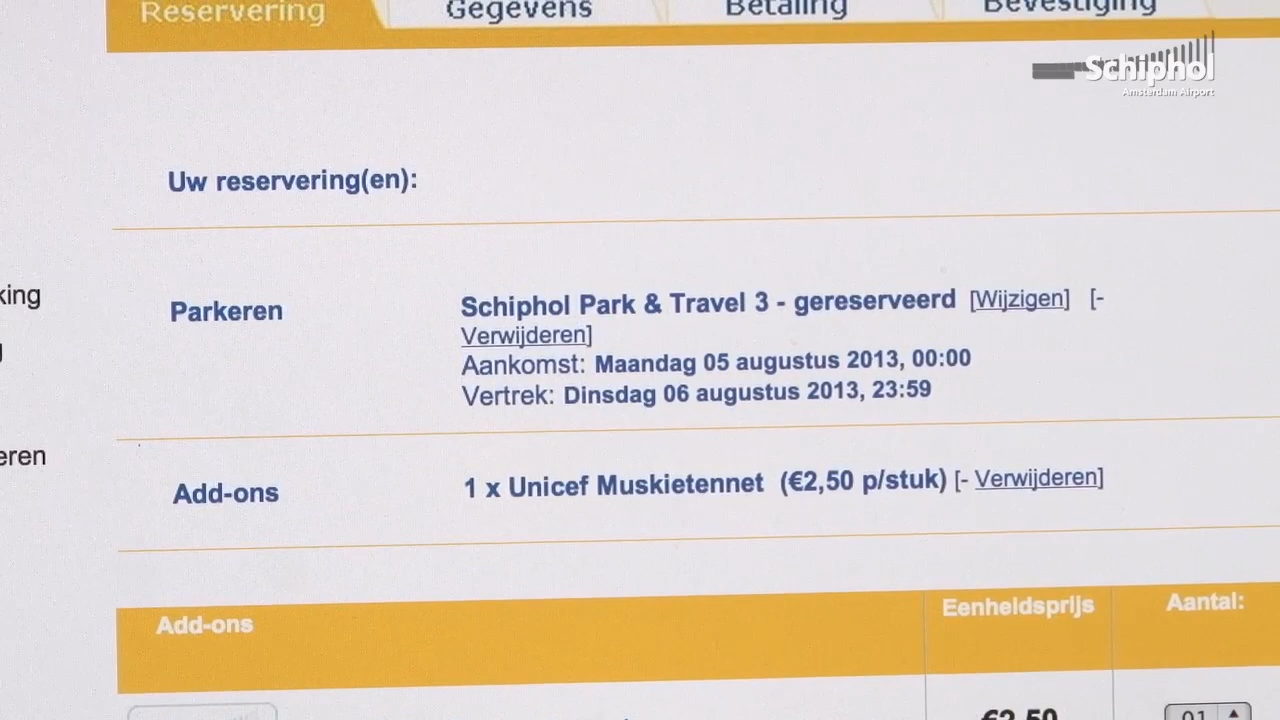 Reservering Gegevens Betaling Bevestiging
Schiphol
Amsterdam Airport
Uw reservering(en):
Parkeren
Schiphol Park & Travel 3 - gereserveerd [Wijzigen] [-
Verwijderen]
Aankomst: Maandag 05 augustus 2013, 00:00
Vertrek: Dinsdag 06 augustus 2013, 23:59
Add-ons
1 x Unicef Muskietennet (€2,50 p/stuk) [- Verwijderen]
Add-ons Eenheidsprijs Aantal:
€2,50 01